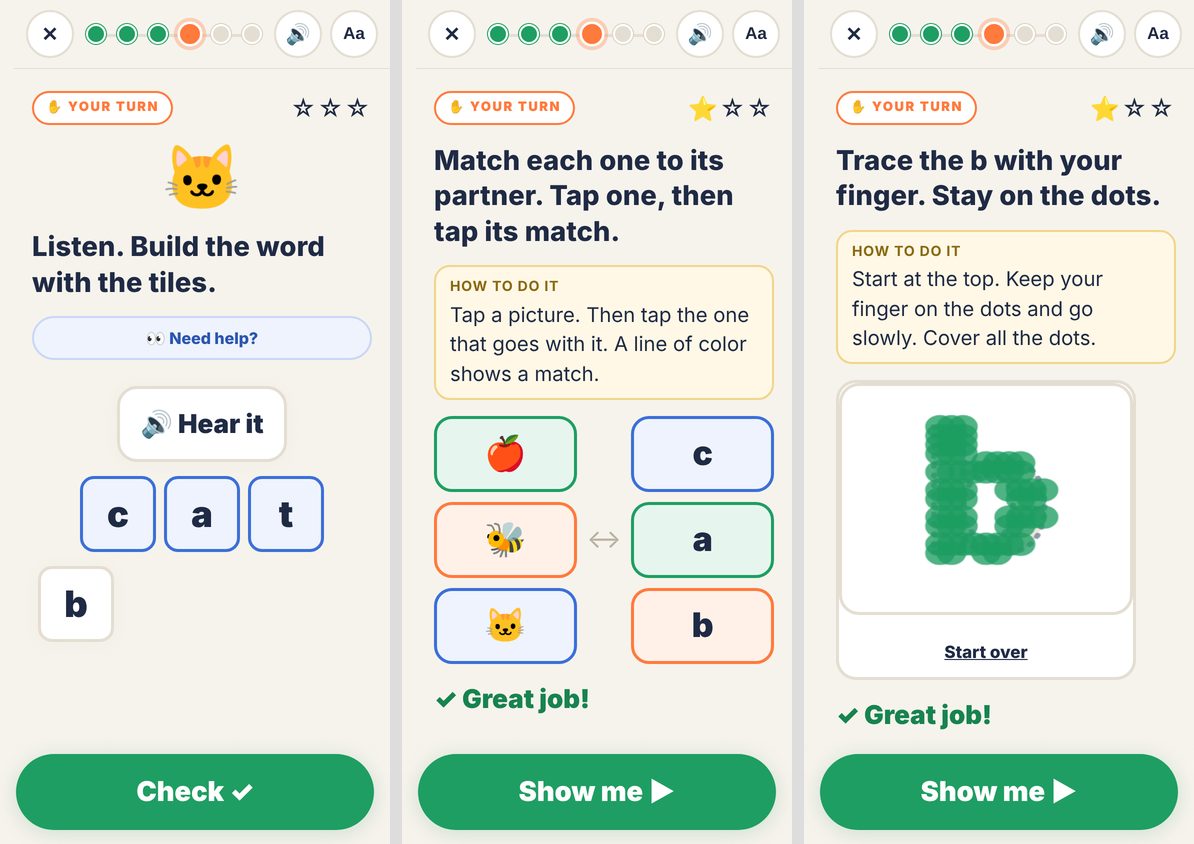 ✕
Aa
YOUR TURN
Listen. Build the word
with the tiles.
Need help?
Hear it
c a t
b
Check ✓
✕
Aa
YOUR TURN
Match each one to its
partner. Tap one, then
tap its match.
HOW TO DO IT
Tap a picture. Then tap the one
that goes with it. A line of color
shows a match.
c
a
b
✓ Great job!
Show me ▶
✕
Aa
YOUR TURN
Trace the b with your
finger. Stay on the dots.
HOW TO DO IT
Start at the top. Keep your
finger on the dots and go
slowly. Cover all the dots.
b
Start over
✓ Great job!
Show me ▶